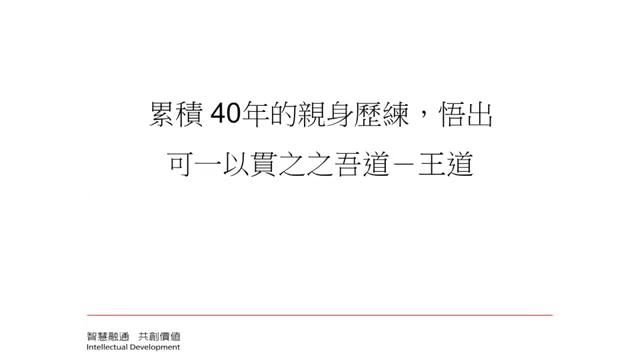 累積 40年的親身歷練，悟出
可一以貫之之吾道－王道
智慧融通 共創價值
Intellectual Development